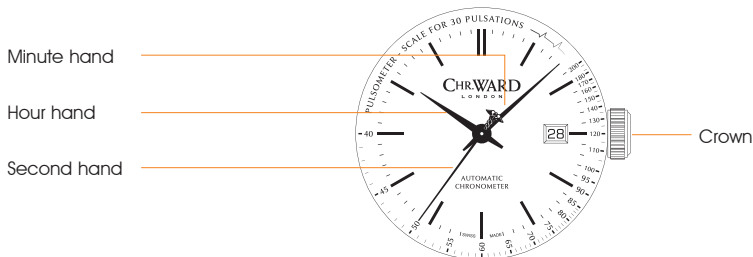 PULSOMETER - SCALE FOR 30 PULSATIONS
Minute hand
Hour hand
Second hand
CHR.WARD
LONDON
28
AUTOMATIC
CHRONOMETER
SWISS MADE
Crown
200
180
170
160
150
140
130
120
110
100
95
90
85
80
75
70
65
60
55
50
45
40